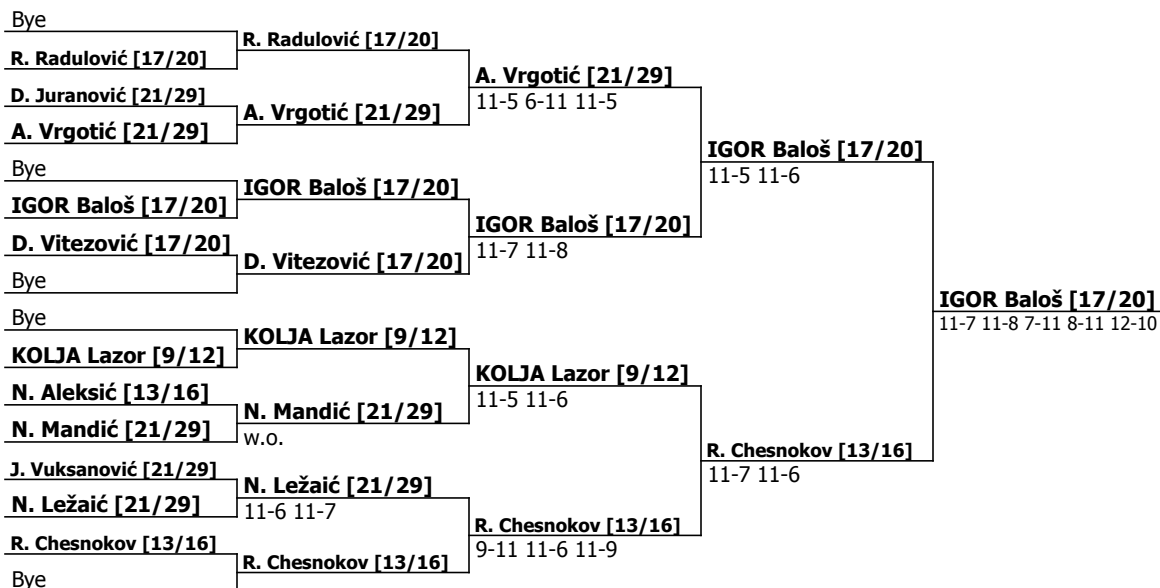 Bye
R. Radulović [17/20]
D. Juranović [21/29]
A. Vrgotić [21/29]
Bye
IGOR Baloš [17/20]
D. Vitezović [17/20]
Bye
Bye
KOLJA Lazor [9/12]
N. Aleksić [13/16]
N. Mandić [21/29]
J. Vuksanović [21/29]
N. Ležaić [21/29]
R. Chesnokov [13/16]
Bye
R. Radulović [17/20]
A. Vrgotić [21/29]
IGOR Baloš [17/20]
D. Vitezović [17/20]
KOLJA Lazor [9/12]
N. Mandić [21/29]
w.o.
N. Ležaić [21/29]
11-6 11-7
R. Chesnokov [13/16]
A. Vrgotić [21/29]
11-5 6-11 11-5
IGOR Baloš [17/20]
11-7 11-8
KOLJA Lazor [9/12]
11-5 11-6
R. Chesnokov [13/16]
9-11 11-6 11-9
IGOR Baloš [17/20]
11-5 11-6
R. Chesnokov [13/16]
11-7 11-6
IGOR Baloš [17/20]
11-7 11-8 7-11 8-11 12-10